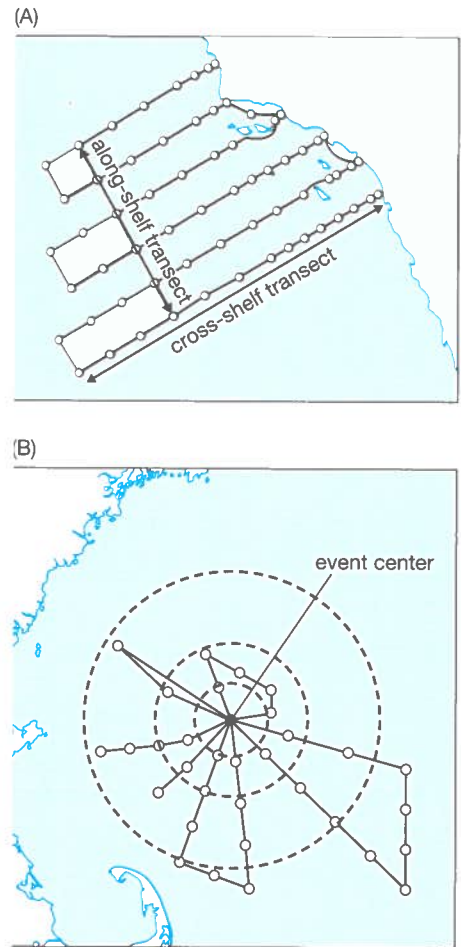 (A)
along-shelf transect
cross-shelf transect
(B)
event center